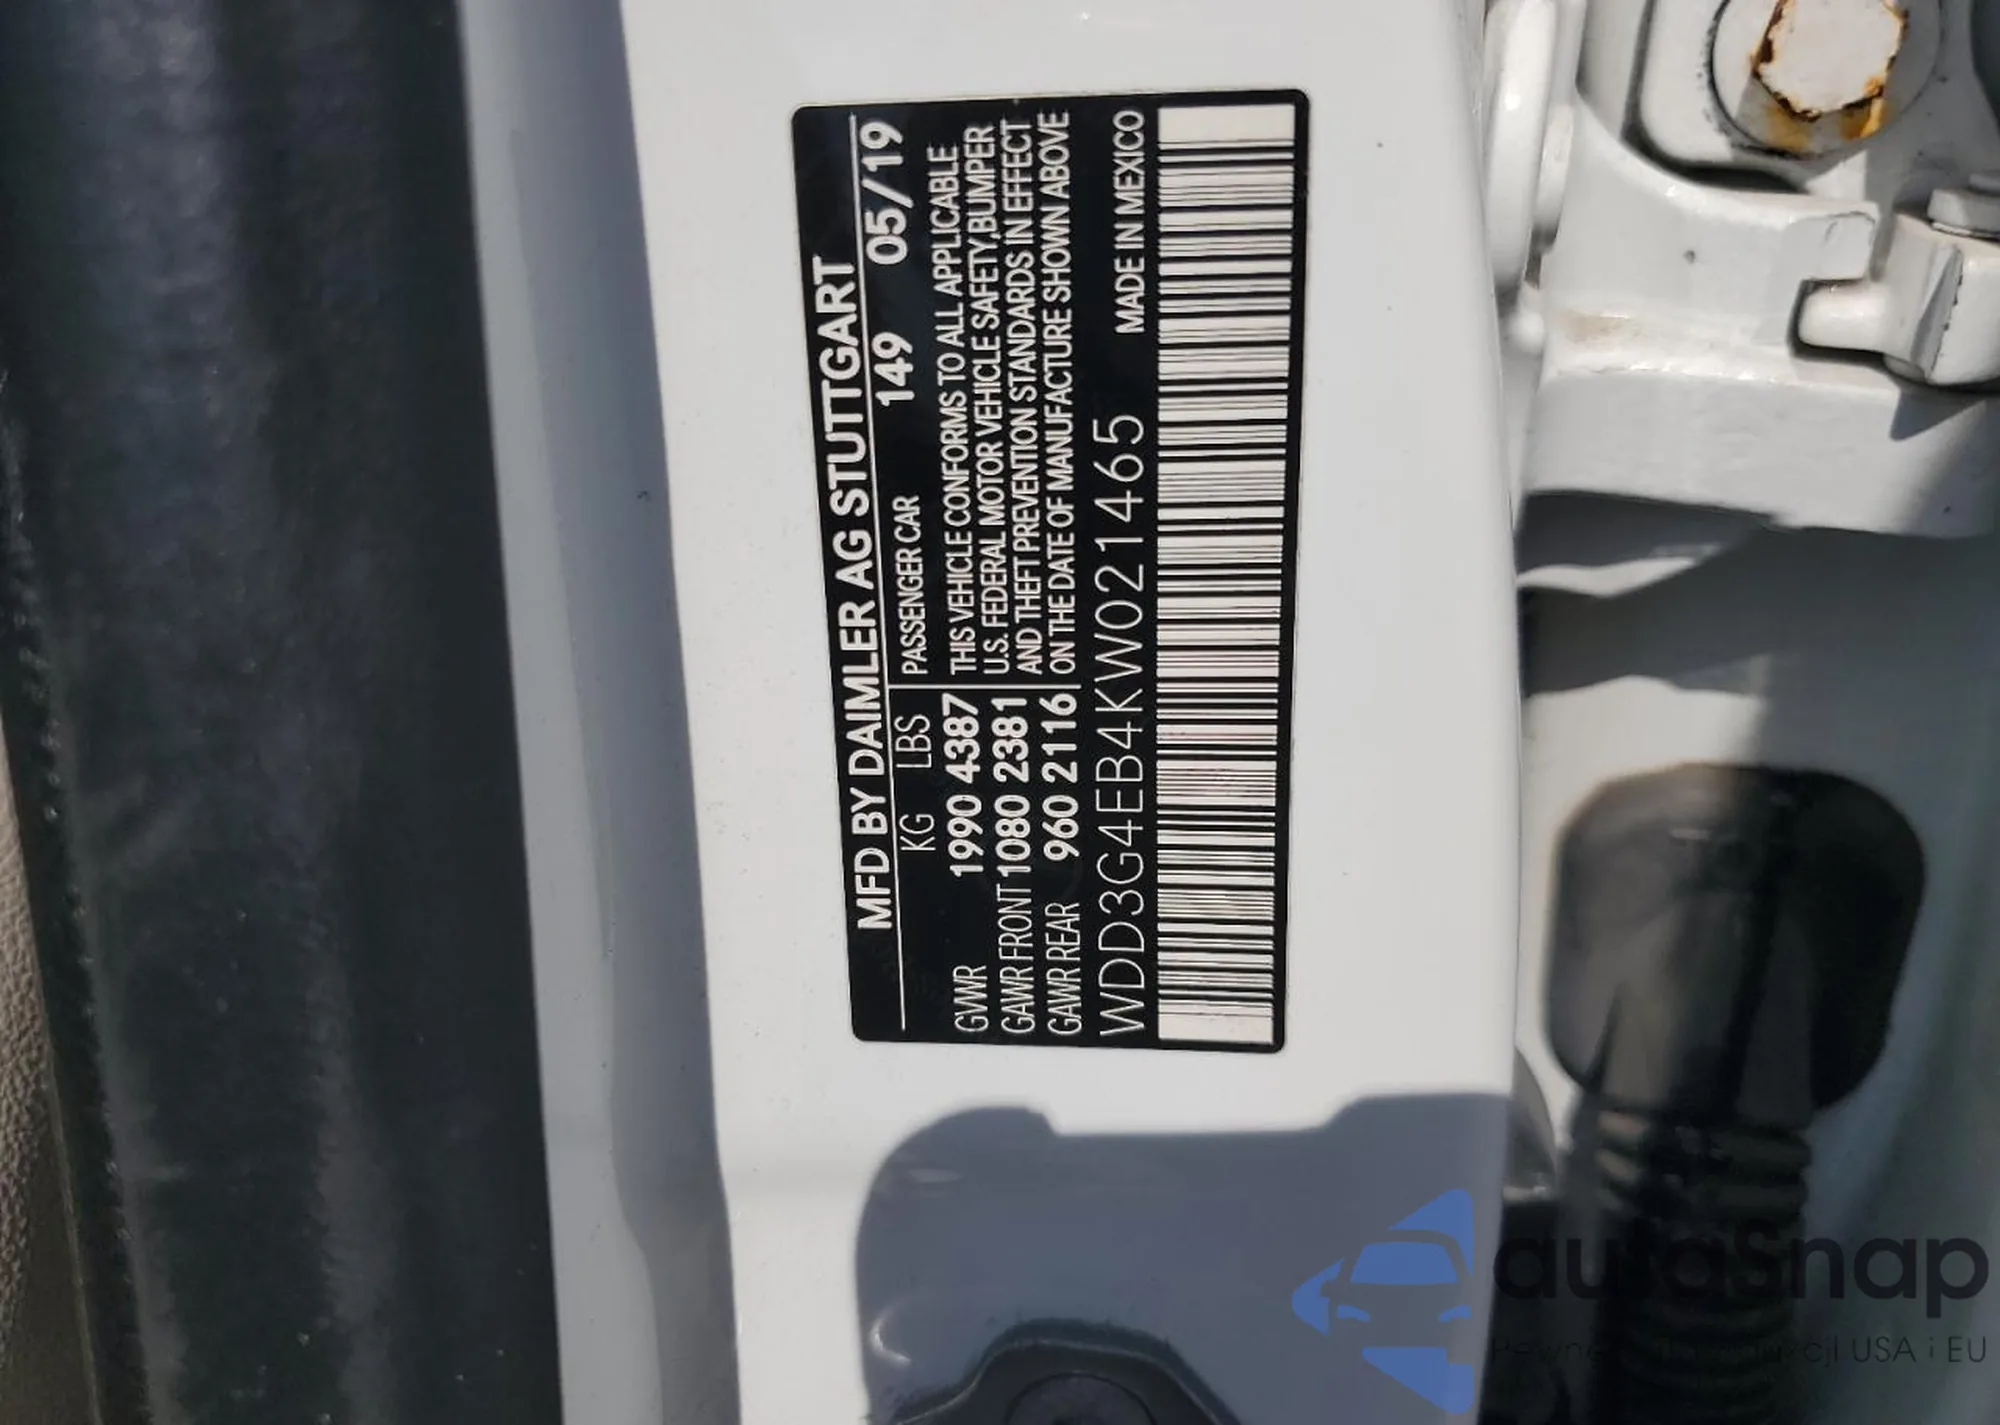 MFD BY DAIMLER AG STUTTGART
KG LBS PASSENGER CAR 149 05/19
GVWR 1990 4387 THIS VEHICLE CONFORMS TO ALL APPLICABLE
U.S. FEDERAL MOTOR VEHICLE SAFETY,BUMPER
GAWR FRONT 1080 2381 AND THEFT PREVENTION STANDARDS IN EFFECT
GAWR REAR 960 2116 ON THE DATE OF MANUFACTURE SHOWN ABOVE
WDD3G4EB4KW021465 MADE IN MEXICO
autosnap
USA i EU